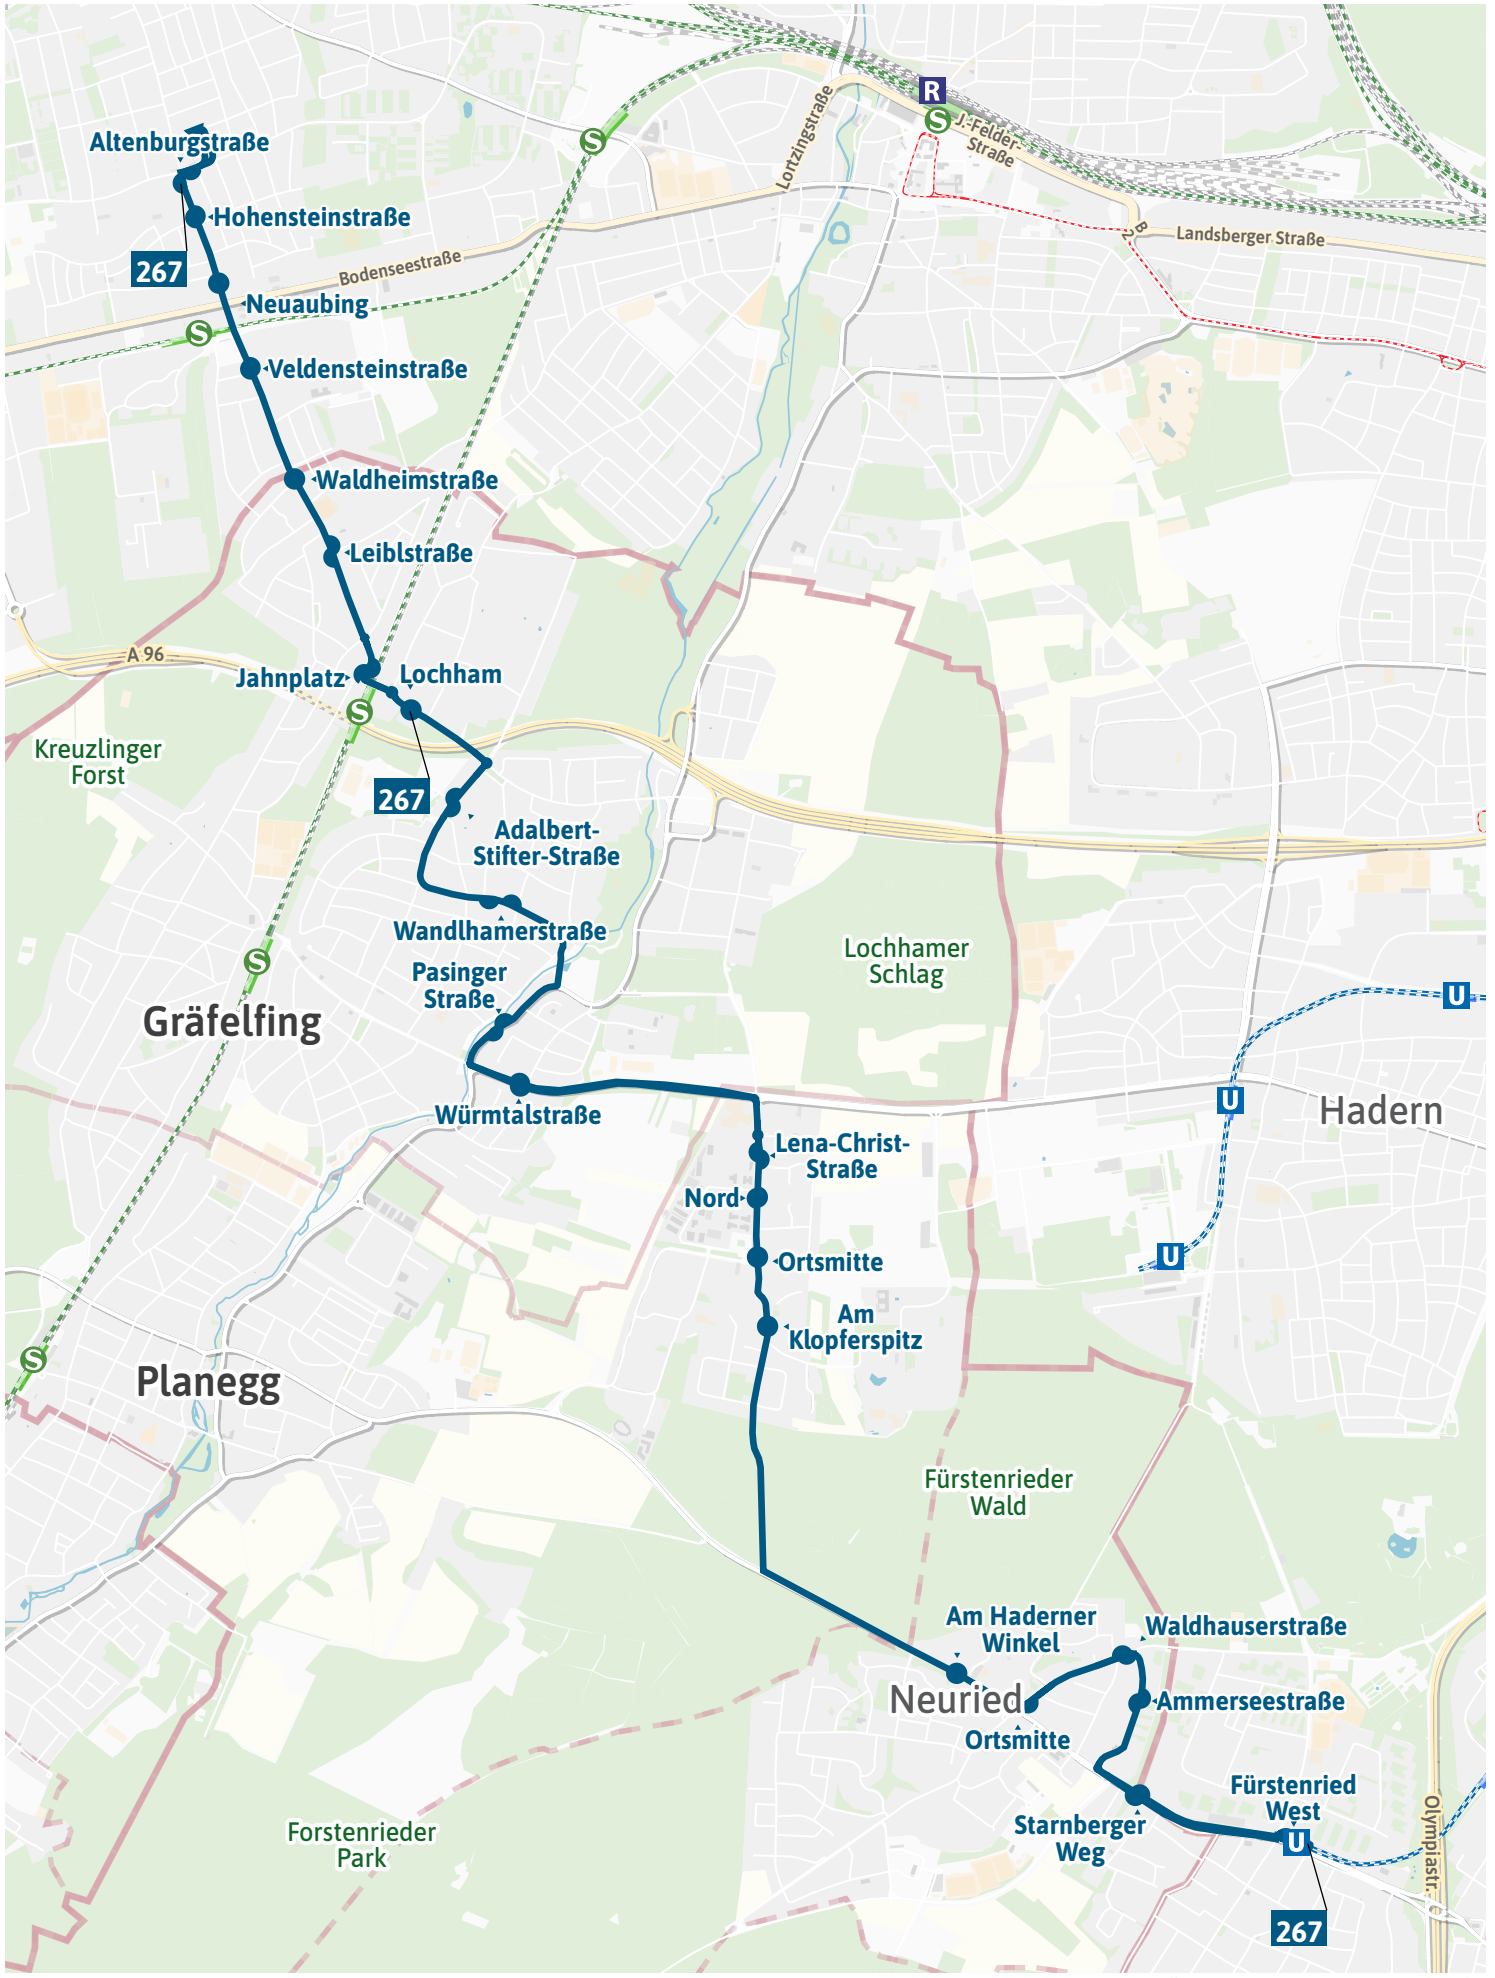 R
S
J.-Felder-
Straße
Lortzingstraße
S
Altenburgstraße
Hohensteinstraße
B
2
Landsberger Straße
267
Bodenseestraße
Neuaubing
S
Veldensteinstraße
Waldheimstraße
Leiblstraße
A 96
Jahnplatz
Lochham
S
Kreuzlinger
Forst
267
Adalbert-
Stifter-Straße
Wandlhamerstraße
Lochhamer
Schlag
S
Pasinger
Straße
U
Gräfelfing
Würmtalstraße
U
Hadern
Lena-Christ-
Straße
Nord
Ortsmitte
U
Am
Klopferspitz
S
Planegg
Fürstenrieder
Wald
Am Haderner
Winkel
Waldhauserstraße
Neuried
Ammerseestraße
Ortsmitte
Fürstenried
West
Starnberger
Weg
U
Olympiastr.
Forstenrieder
Park
267